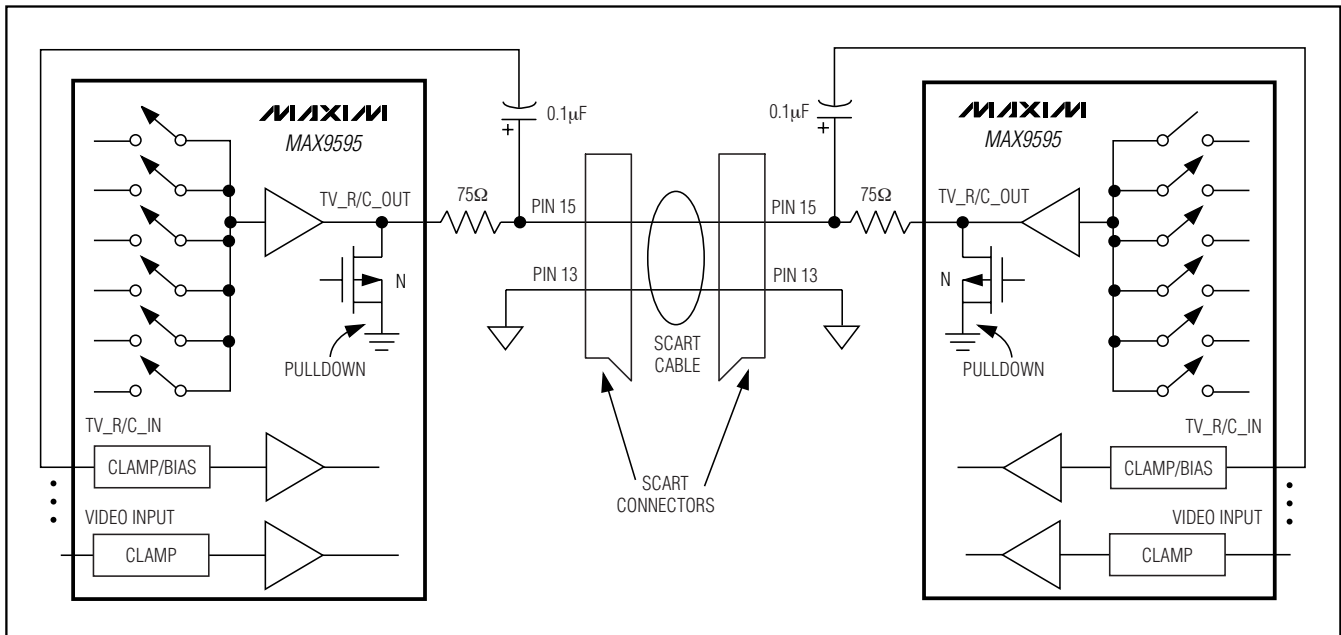 MAXIM
MAX9595
TV_R/C_OUT
75Ω
0.1µF
+
PIN 15
PIN 13
N
PULLDOWN
TV_R/C_IN
CLAMP/BIAS
VIDEO INPUT
CLAMP
SCART
CABLE
SCART
CONNECTORS
0.1µF
+
PIN 15
PIN 13
75Ω
MAXIM
MAX9595
TV_R/C_OUT
N
PULLDOWN
TV_R/C_IN
CLAMP/BIAS
VIDEO INPUT
CLAMP